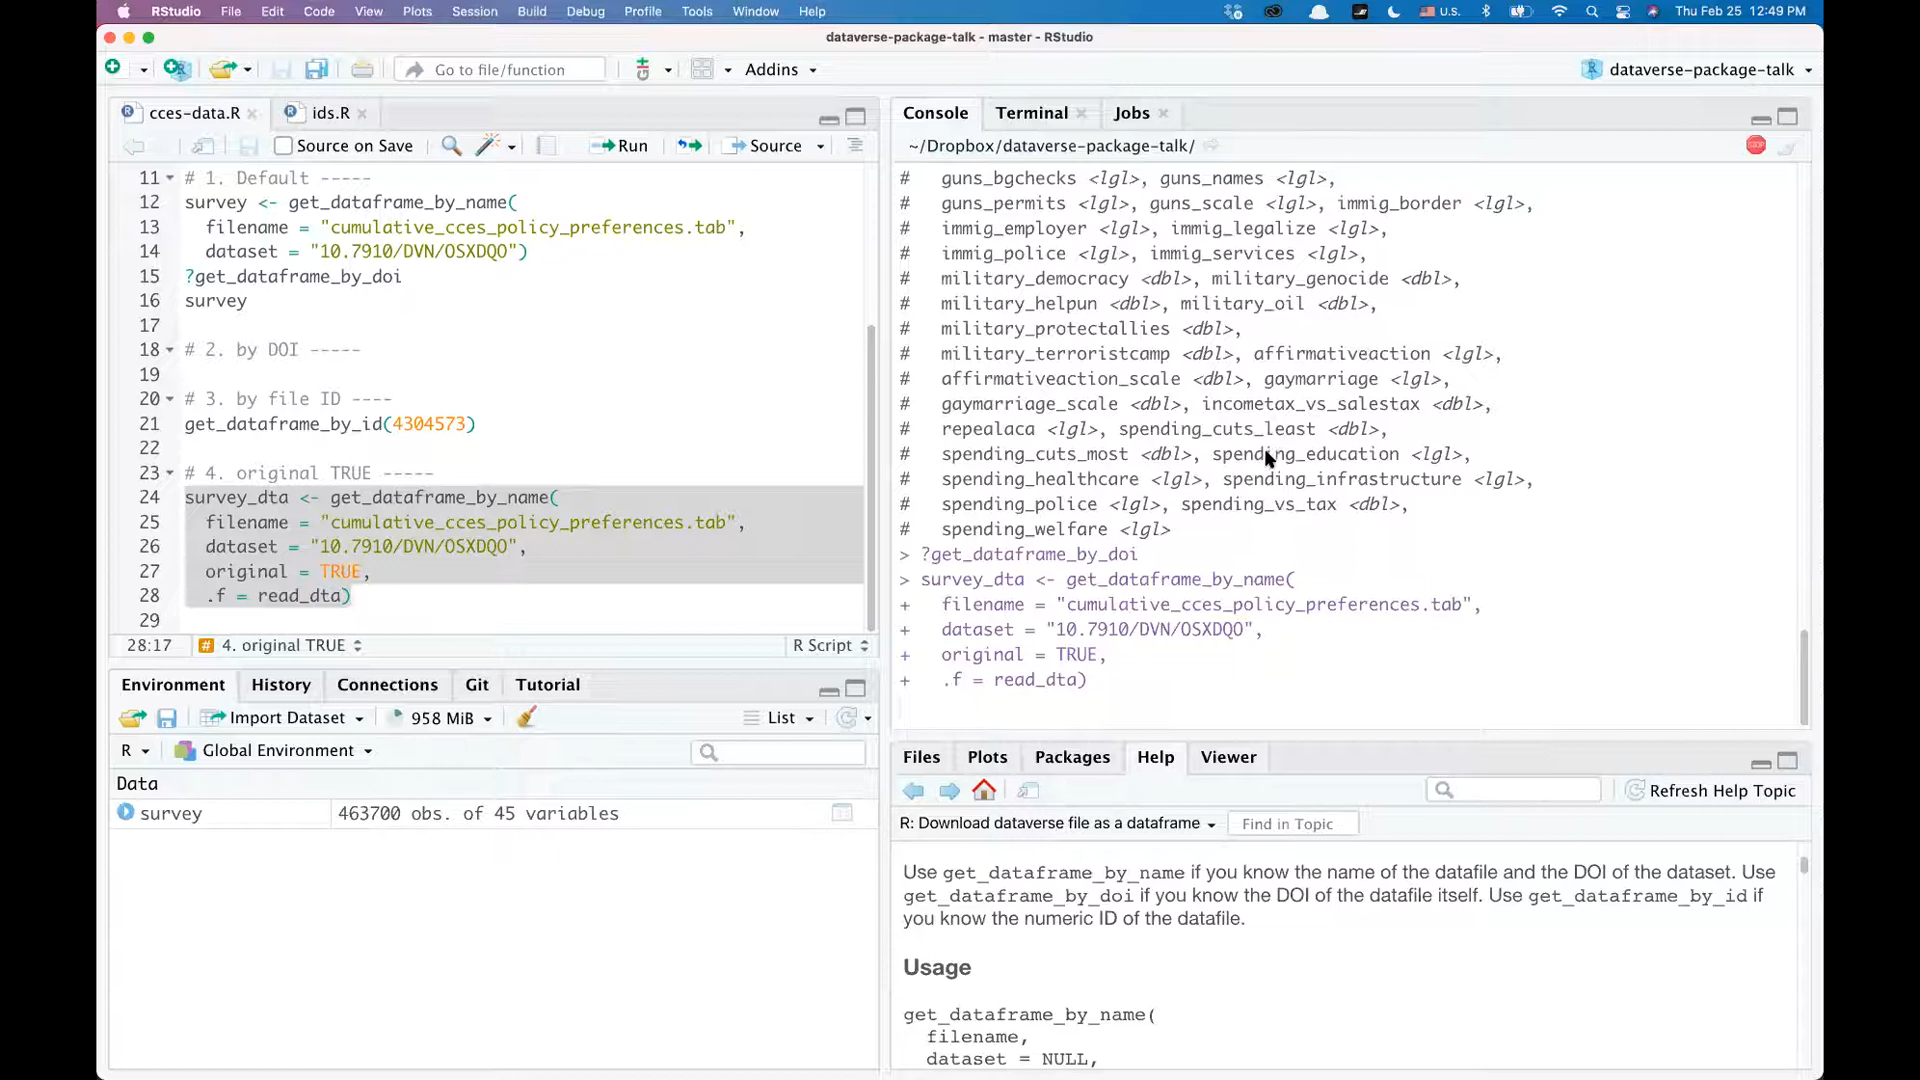 RStudio File Edit Code View Plots Session Build Debug Profile Tools Window Help U.S. Thu Feb 25 12:49 PM
dataverse-package-talk - master - RStudio
Go to file/function Addins dataverse-package-talk
cces-data.R ids.R
Source on Save Run Source
11 # 1. Default -----
12 survey <- get_dataframe_by_name(
13 filename = "cumulative_cces_policy_preferences.tab",
14 dataset = "10.7910/DVN/OSXDQO")
15 ?get_dataframe_by_doi
16 survey
17
18 # 2. by DOI -----
19
20 # 3. by file ID ----
21 get_dataframe_by_id(4304573)
22
23 # 4. original TRUE -----
24 survey_dta <- get_dataframe_by_name(
25 filename = "cumulative_cces_policy_preferences.tab",
26 dataset = "10.7910/DVN/OSXDQO",
27 original = TRUE,
28 .f = read_dta)
29
28:17 # 4. original TRUE R Script
Environment History Connections Git Tutorial
Import Dataset 958 MiB List
R Global Environment
Data
survey 463700 obs. of 45 variables
Console Terminal Jobs
~/Dropbox/dataverse-package-talk/ STOP
# guns_bgchecks <lgl>, guns_names <lgl>,
# guns_permits <lgl>, guns_scale <lgl>, immig_border <lgl>,
# immig_employer <lgl>, immig_legalize <lgl>,
# immig_police <lgl>, immig_services <lgl>,
# military_democracy <dbl>, military_genocide <dbl>,
# military_helpun <dbl>, military_oil <dbl>,
# military_protectallies <dbl>,
# military_terroristcamp <dbl>, affirmativeaction <lgl>,
# affirmativeaction_scale <dbl>, gaymarriage <lgl>,
# gaymarriage_scale <dbl>, incometax_vs_salestax <dbl>,
# repealaca <lgl>, spending_cuts_least <dbl>,
# spending_cuts_most <dbl>, spending_education <lgl>,
# spending_healthcare <lgl>, spending_infrastructure <lgl>,
# spending_police <lgl>, spending_vs_tax <dbl>,
# spending_welfare <lgl>
> ?get_dataframe_by_doi
> survey_dta <- get_dataframe_by_name(
+ filename = "cumulative_cces_policy_preferences.tab",
+ dataset = "10.7910/DVN/OSXDQO",
+ original = TRUE,
+ .f = read_dta)
Files Plots Packages Help Viewer
Refresh Help Topic
R: Download dataverse file as a dataframe Find in Topic
Use get_dataframe_by_name if you know the name of the datafile and the DOI of the dataset. Use
get_dataframe_by_doi if you know the DOI of the datafile itself. Use get_dataframe_by_id if
you know the numeric ID of the datafile.
Usage
get_dataframe_by_name(
filename,
dataset = NULL,